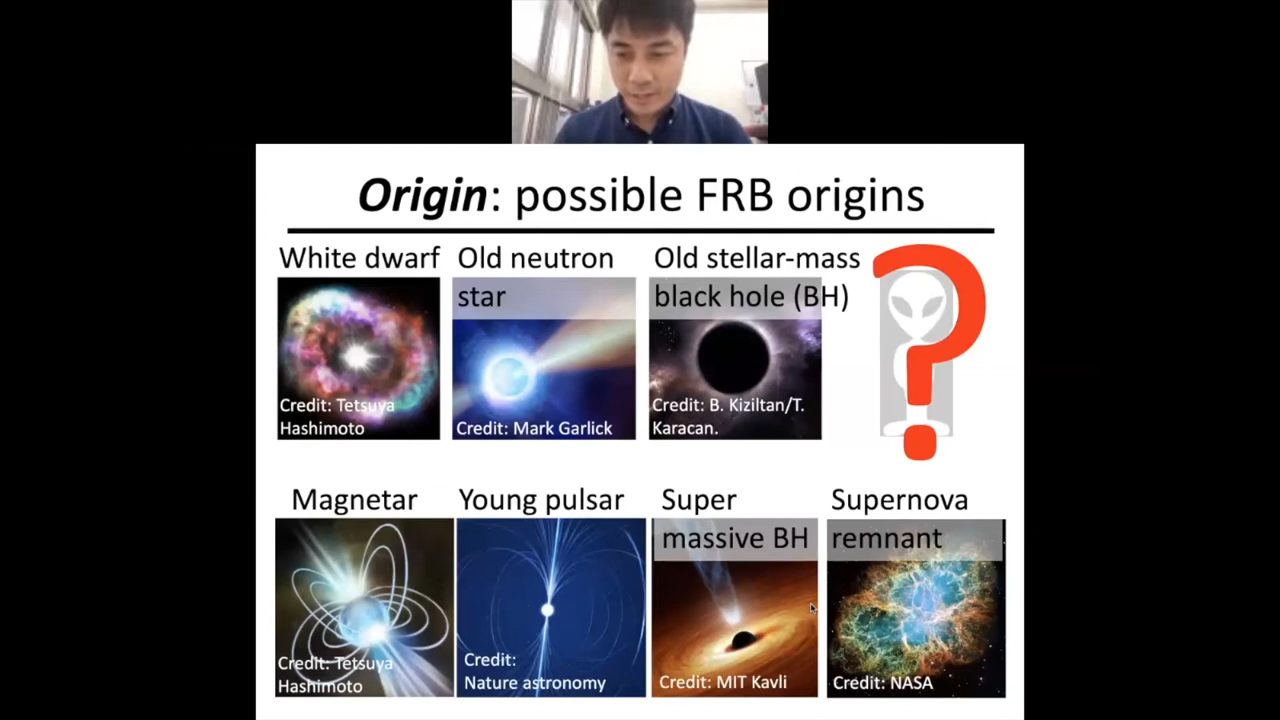 Origin: possible FRB origins
White dwarf
Old neutron
star
Old stellar-mass
black hole (BH)
Credit: Tetsuya
Hashimoto
Credit: Mark Garlick
Credit: B. Kiziltan/T.
Karacan.
?
Magnetar
Young pulsar
Super
massive BH
Supernova
remnant
Credit: Tetsuya
Hashimoto
Credit:
Nature astronomy
Credit: MIT Kavli
Credit: NASA